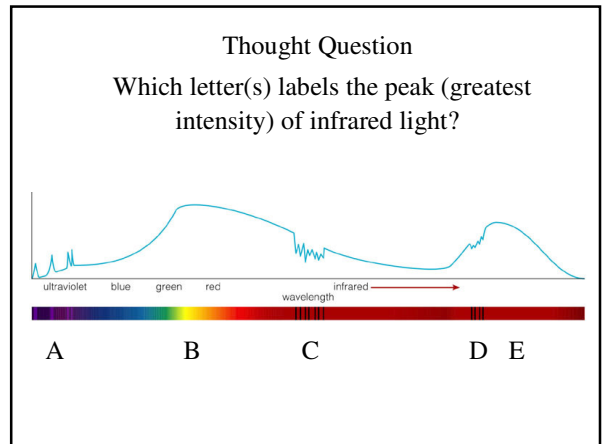 Thought Question
Which letter(s) labels the peak (greatest
intensity) of infrared light?
ultraviolet blue green red infrared
wavelength
A B C D E